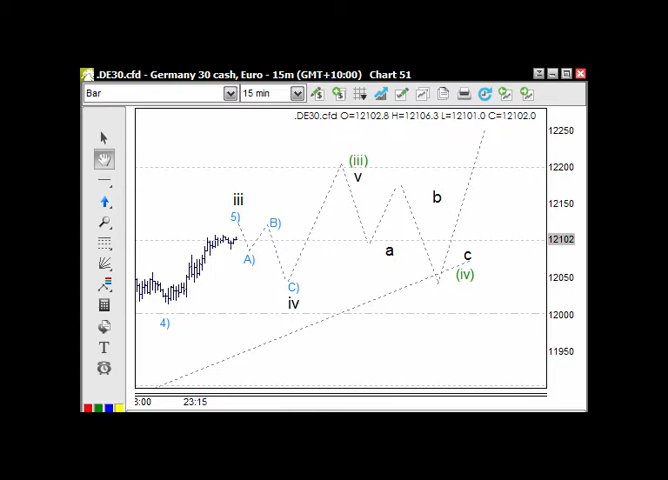 .DE30.cfd - Germany 30 cash, Euro - 15m (GMT+10:00) Chart 51
Bar 15 min
.DE30.cfd O=12102.8 H=12106.3 L=12101.0 C=12102.0
12250
(iii)
12200
v
iii
b
12150
5)
B)
12102
a
A)
c
(iv)
12050
C)
iv
12000
4)
11950
T
3:00 23:15